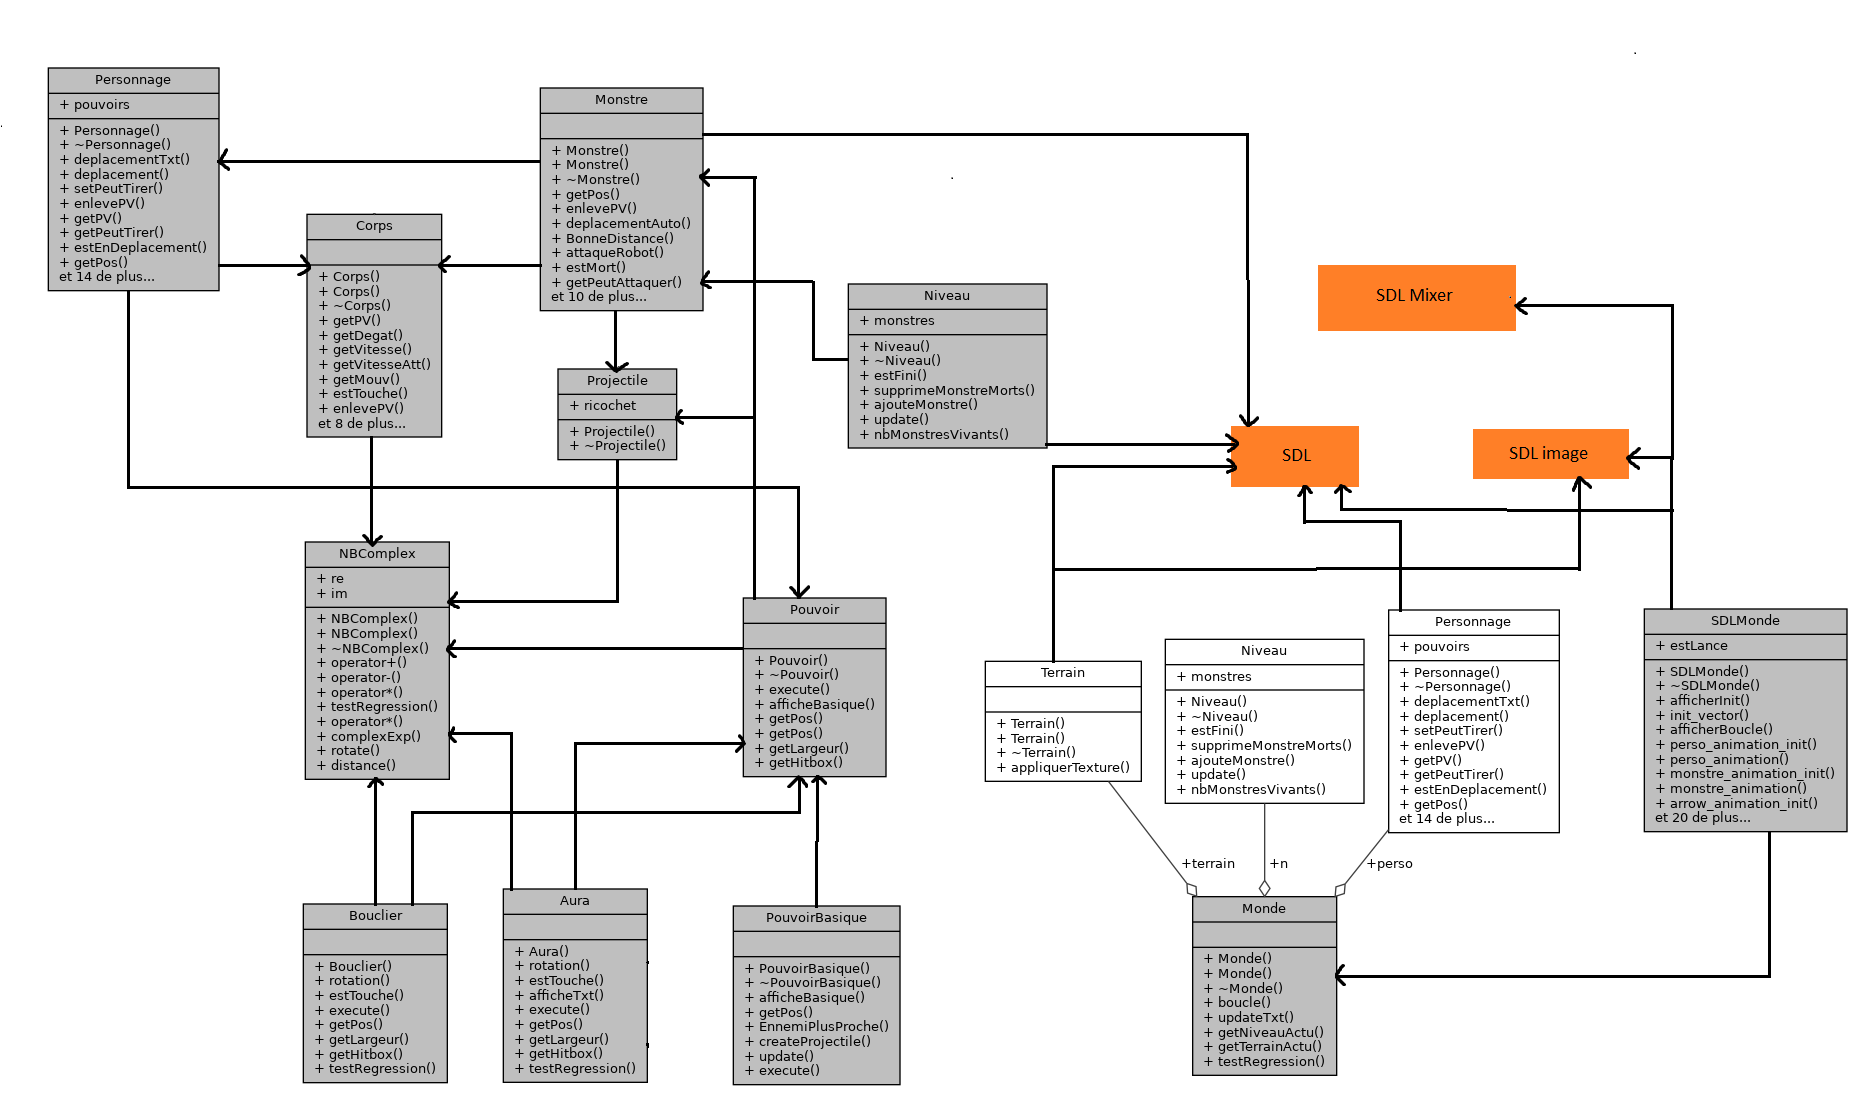 Personnage
+ pouvoirs
+ Personnage()
+ ~Personnage()
+ deplacementTxt()
+ deplacement()
+ setPeutTirer()
+ enlevePV()
+ getPV()
+ getPeutTirer()
+ estEnDeplacement()
+ getPos()
et 14 de plus...
Corps
+ Corps()
+ Corps()
+ ~Corps()
+ getPV()
+ getDegat()
+ getVitesse()
+ getVitesseAtt()
+ getMouv()
+ estTouche()
+ enlevePV()
et 8 de plus...
Monstre
+ Monstre()
+ Monstre()
+ ~Monstre()
+ getPos()
+ enlevePV()
+ deplacementAuto()
+ BonneDistance()
+ attaqueRobot()
+ estMort()
+ getPeutAttaquer()
et 10 de plus...
Projectile
+ ricochet
+ Projectile()
+ ~Projectile()
Niveau
+ monstres
+ Niveau()
+ ~Niveau()
+ estFini()
+ supprimeMonstreMorts()
+ ajouteMonstre()
+ update()
+ nbMonstresVivants()
SDL Mixer
SDL
SDL image
NBComplex
+ re
+ im
+ NBComplex()
+ NBComplex()
+ ~NBComplex()
+ operator+()
+ operator-()
+ operator*()
+ testRegression()
+ operator*()
+ complexExp()
+ rotate()
+ distance()
Pouvoir
+ Pouvoir()
+ ~Pouvoir()
+ execute()
+ afficheBasique()
+ getPos()
+ getPos()
+ getLargeur()
+ getHitbox()
Bouclier
+ Bouclier()
+ rotation()
+ estTouche()
+ execute()
+ getPos()
+ getLargeur()
+ getHitbox()
+ testRegression()
Aura
+ Aura()
+ rotation()
+ estTouche()
+ afficheTxt()
+ execute()
+ getPos()
+ getLargeur()
+ getHitbox()
+ testRegression()
PouvoirBasique
+ PouvoirBasique()
+ ~PouvoirBasique()
+ afficheBasique()
+ getPos()
+ EnnemiPlusProche()
+ createProjectile()
+ update()
+ execute()
Terrain
+ Terrain()
+ Terrain()
+ ~Terrain()
+ appliquerTexture()
Niveau
+ monstres
+ Niveau()
+ ~Niveau()
+ estFini()
+ supprimeMonstreMorts()
+ ajouteMonstre()
+ update()
+ nbMonstresVivants()
Personnage
+ pouvoirs
+ Personnage()
+ ~Personnage()
+ deplacementTxt()
+ deplacement()
+ setPeutTirer()
+ enlevePV()
+ getPV()
+ getPeutTirer()
+ estEnDeplacement()
+ getPos()
et 14 de plus...
SDLMonde
+ estLance
+ SDLMonde()
+ ~SDLMonde()
+ afficherInit()
+ init_vector()
+ afficherBoucle()
+ perso_animation_init()
+ perso_animation()
+ monstre_animation_init()
+ monstre_animation()
+ arrow_animation_init()
et 20 de plus...
+terrain
+n
+perso
Monde
+ Monde()
+ Monde()
+ ~Monde()
+ boucle()
+ updateTxt()
+ getNiveauActu()
+ getTerrainActu()
+ testRegression()